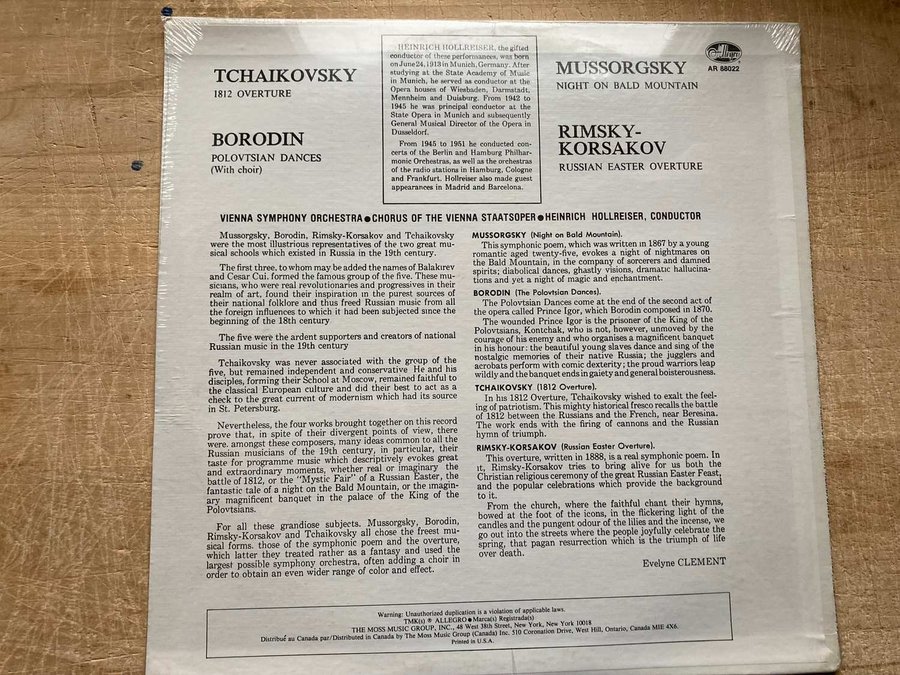 TCHAIKOVSKY
1812 OVERTURE
BORODIN
POLOVTSIAN DANCES
(With choir)
HEINRICH HOLLREISER, the gifted
conductor of these performances, was born
on June 24, 1913 in Munich, Germany. After
studying at the State Academy of Music
in Munich, he served as conductor at the
Opera houses of Wiesbaden, Darmstadt,
Mennheim and Duisburg. From 1942 to
1945 he was principal conductor at the
State Opera in Munich and subsequently
General Musical Director of the Opera in
Dusseldorf.
From 1945 to 1951 he conducted con-
certs of the Berlin and Hamburg Philhar-
monic Orchestras, as well as the orchestras
of the radio stations in Hamburg, Cologne
and Frankfurt. Hollreiser also made guest
appearances in Madrid and Barcelona.
Allegro
AR 88022
MUSSORGSKY
NIGHT ON BALD MOUNTAIN
RIMSKY-
KORSAKOV
RUSSIAN EASTER OVERTURE
VIENNA SYMPHONY ORCHESTRA●CHORUS OF THE VIENNA STAATSOPER●HEINRICH HOLLREISER, CONDUCTOR
Mussorgsky, Borodin, Rimsky-Korsakov and Tchaikovsky
were the most illustrious representatives of the two great mu-
sical schools which existed in Russia in the 19th century.
The first three, to whom may be added the names of Balakirev
and Cesar Cui. formed the famous group of the five. These mu-
sicians, who were real revolutionaries and progressives in their
realm of art, found their inspiration in the purest sources of
their national folklore and thus freed Russian music from all
the foreign influences to which it had been subjected since the
beginning of the 18th century
The five were the ardent supporters and creators of national
Russian music in the 19th century
Tchaikovsky was never associated with the group of the
five, but remained independent and conservative He and his
disciples, forming their School at Moscow, remained faithful to
the classical European culture and did their best to act as a
check to the great current of modernism which had its source
in St. Petersburg.
Nevertheless, the four works brought together on this record
prove that, in spite of their divergent points of view, there
were. amongst these composers, many ideas common to all the
Russian musicians of the 19th century, in particular, their
taste for programme music which descriptively evokes great
and extraordinary moments, whether real or imaginary the
battle of 1812, or the "Mystic Fair" of a Russian Easter, the
fantastic tale of a night on the Bald Mountain, or the imagin-
ary magnificent banquet in the palace of the King of the
Polovtsians.
For all these grandiose subjects. Mussorgsky, Borodin,
Rimsky-Korsakov and Tchaikovsky all chose the freest mu-
sical forms. those of the symphonic poem and the overture,
which latter they treated rather as a fantasy and used the
largest possible symphony orchestra, often adding a choir in
order to obtain an even wider range of color and effect.
MUSSORGSKY (Night on Bald Mountain).
This symphonic poem, which was written in 1867 by a young
romantic aged twenty-five, evokes a night of nightmares on
the Bald Mountain, in the company of sorcerers and damned
spirits; diabolical dances, ghastly visions, dramatic hallucina-
tions and yet a night of magic and enchantment.
BORODIN (The Polovtsian Dances).
The Polovtsian Dances come at the end of the second act of
the opera called Prince Igor, which Borodin composed in 1870.
The wounded Prince Igor is the prisoner of the King of the
Polovtsians, Kontchak, who is not, however, unmoved by the
courage of his enemy and who organises a magnificent banquet
in his honour: the beautiful young slaves dance and sing of the
nostalgic memories of their native Russia; the jugglers and
acrobats perform with comic dexterity; the proud warriors leap
wildly and the banquet ends in gaiety and general boisterousness.
TCHAIKOVSKY (1812 Overture).
In his 1812 Overture, Tchaikovsky wished to exalt the feel-
ing of patriotism. This mighty historical fresco recalls the battle
of 1812 between the Russians and the French, near Beresina.
The work ends with the firing of cannons and the Russian
hymn of triumph.
RIMSKY-KORSAKOV (Russian Easter Overture).
This overture, written in 1888, is a real symphonic poem. In
it, Rimsky-Korsakov tries to bring alive for us both the
Christian religious ceremony of the great Russian Easter Feast,
and the popular celebrations which provide the background
to it.
From the church, where the faithful chant their hymns,
bowed at the foot of the icons, in the flickering light of the
candles and the pungent odour of the lilies and the incense, we
go out into the streets where the people joyfully celebrate the
spring, that pagan resurrection which is the triumph of life
over death.
Evelyne CLEMENT
Warning: Unauthorized duplication is a violation of applicable laws.
TMK(s) ® ALLEGRO●Marca(s) Registrada(s)
THE MOSS MUSIC GROUP, INC., 48 West 38th Street, New York, New York 10018
Distribué au Canada par/Distributed in Canada by The Moss Music Group (Canada) Inc. 510 Coronation Drive, West Hill, Ontario, Canada MIE 4X6.
Printed in U.S.A.